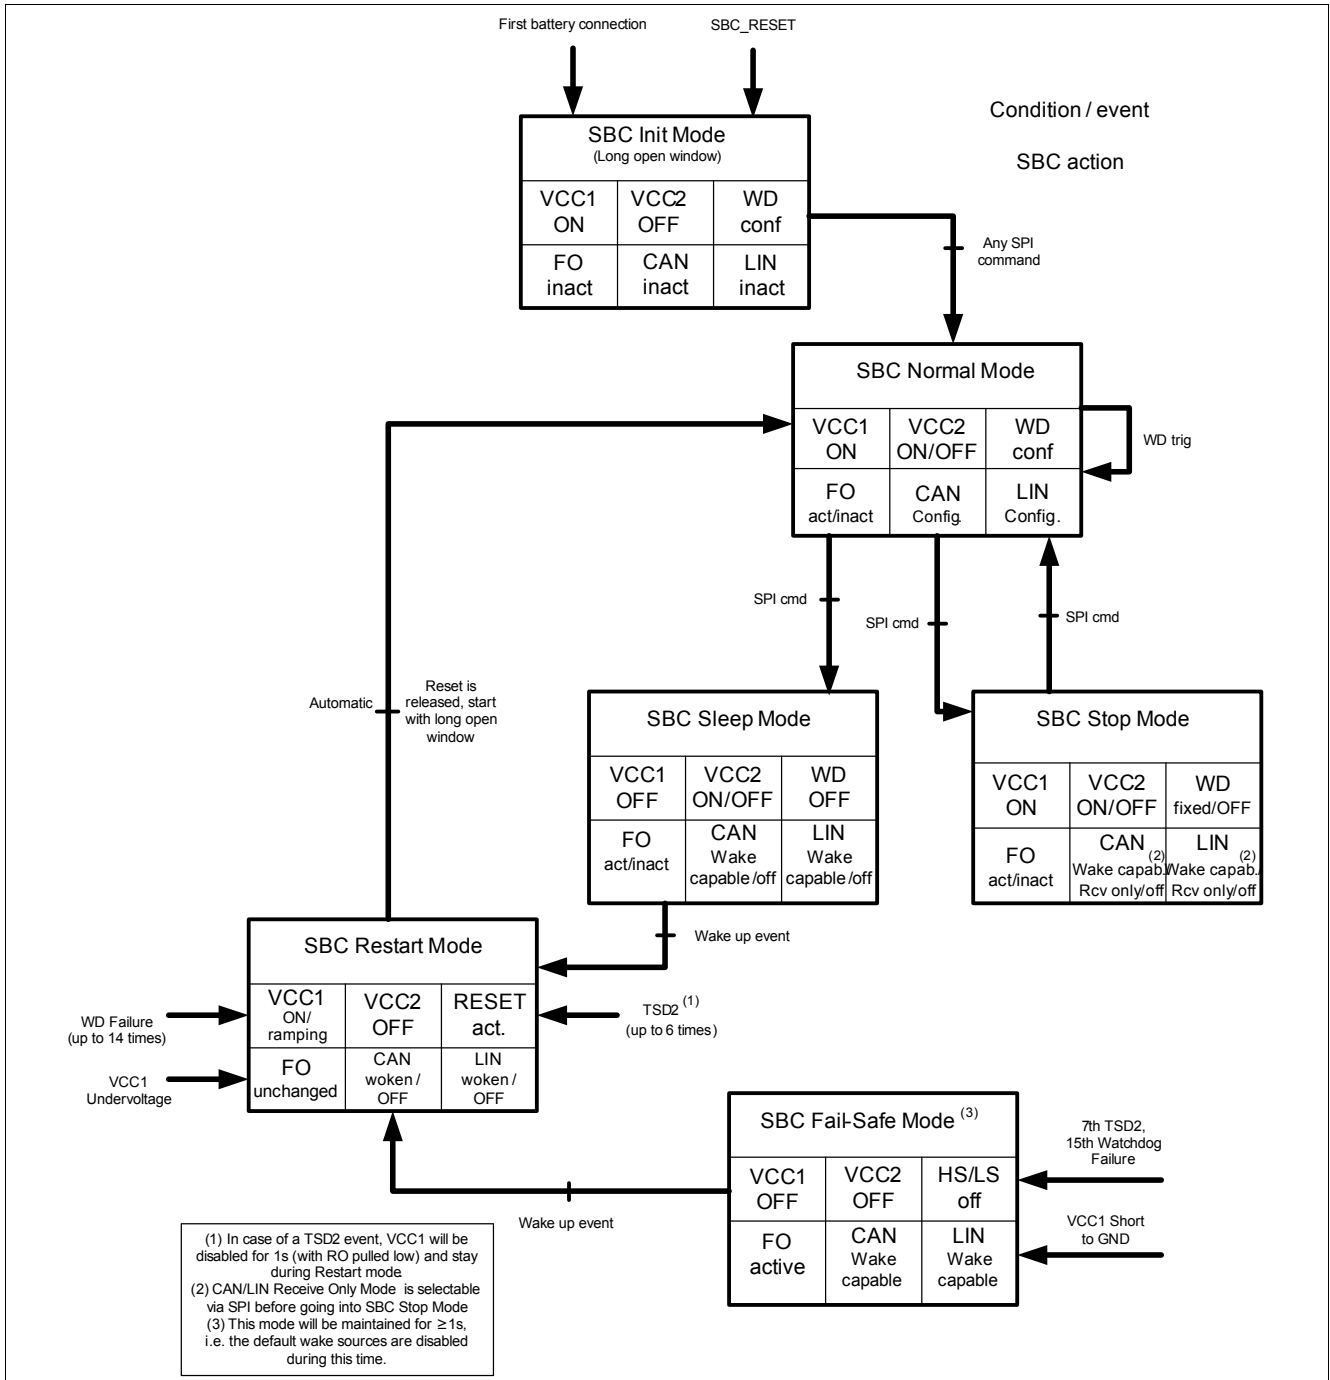 First battery connection
SBC_RESET
Condition / event
SBC action
SBC Init Mode
(Long open window)
VCC1
ON
VCC2
OFF
WD
conf
FO
inact
CAN
inact
LIN
inact
Any SPI
command
SBC Normal Mode
VCC1
ON
VCC2
ON/OFF
WD
conf
FO
act/inact
CAN
Config.
LIN
Config.
WD trig
SPI cmd
SPI cmd
SPI cmd
Automatic
Reset is
released, start
with long open
window
SBC Sleep Mode
VCC1
OFF
VCC2
ON/OFF
WD
OFF
FO
act/inact
CAN
Wake
capable/off
LIN
Wake
capable/off
SBC Stop Mode
VCC1
ON
VCC2
ON/OFF
WD
fixed/OFF
FO
act/inact
CAN (2)
Wake capab./
Rcv only/off
LIN (2)
Wake capab./
Rcv only/off
Wake up event
SBC Restart Mode
VCC1
ON/
ramping
VCC2
OFF
RESET
act.
FO
unchanged
CAN
woken /
OFF
LIN
woken /
OFF
WD Failure
(up to 14 times)
VCC1
Undervoltage
TSD2 (1)
(up to 6 times)
SBC Fail-Safe Mode (3)
VCC1
OFF
VCC2
OFF
HS/LS
off
FO
active
CAN
Wake
capable
LIN
Wake
capable
7th TSD2,
15th Watchdog
Failure
VCC1 Short
to GND
Wake up event
(1) In case of a TSD2 event, VCC1 will be
disabled for 1s (with RO pulled low) and stay
during Restart mode.
(2) CAN/LIN Receive Only Mode is selectable
via SPI before going into SBC Stop Mode
(3) This mode will be maintained for ≥1s,
i.e. the default wake sources are disabled
during this time.